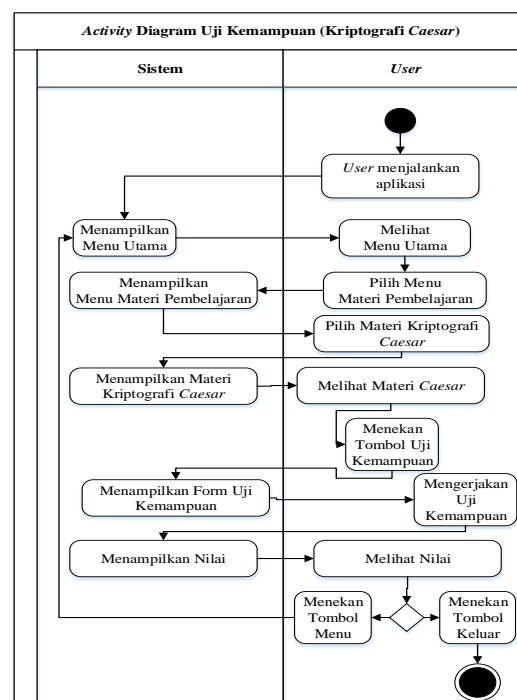 Activity Diagram Uji Kemampuan (Kriptografi Caesar)
Sistem
User
User menjalankan
aplikasi
Menampilkan
Menu Utama
Melihat
Menu Utama
Menampilkan
Menu Materi Pembelajaran
Pilih Menu
Materi Pembelajaran
Pilih Materi Kriptografi
Caesar
Menampilkan Materi
Kriptografi Caesar
Melihat Materi Caesar
Menekan
Tombol Uji
Kemampuan
Menampilkan Form Uji
Kemampuan
Mengerjakan
Uji
Kemampuan
Menampilkan Nilai
Melihat Nilai
Menekan
Tombol
Menu
Menekan
Tombol
Keluar